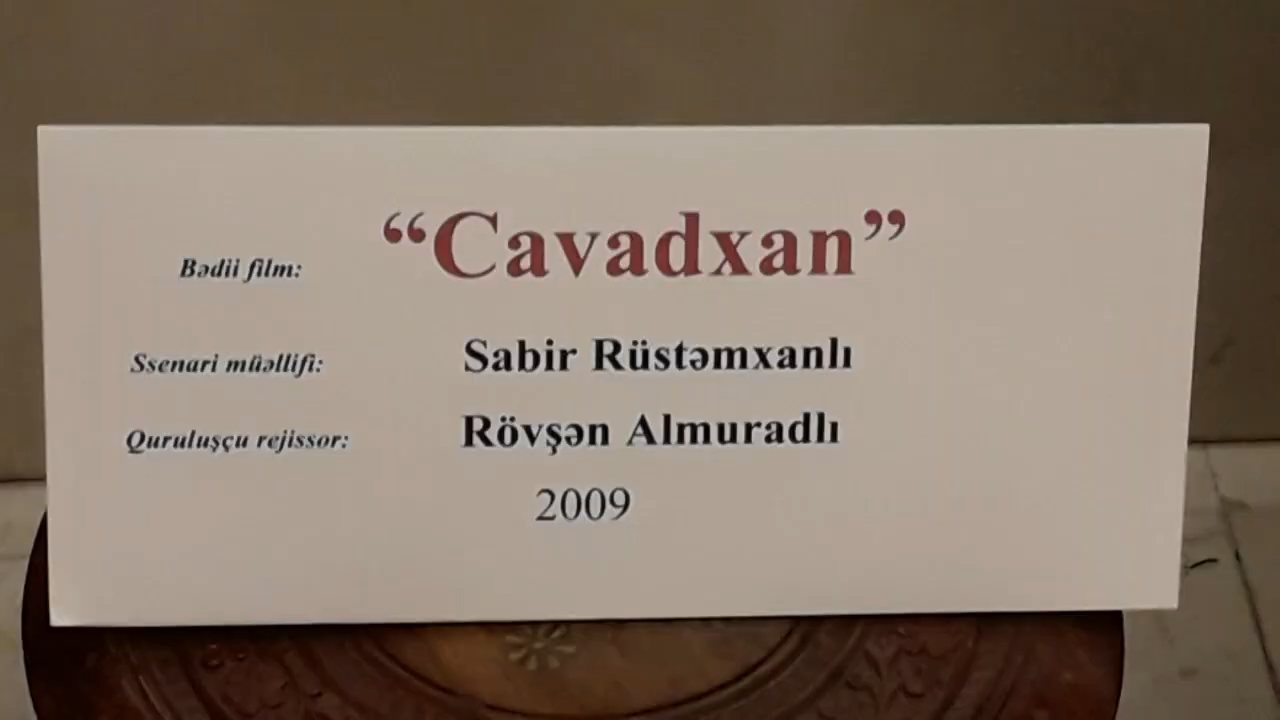 Bədii film: “Cavadxan”
Ssenari müəllifi: Sabir Rüstəmxanlı
Quruluşçu rejissor: Rövşən Almuradlı
2009